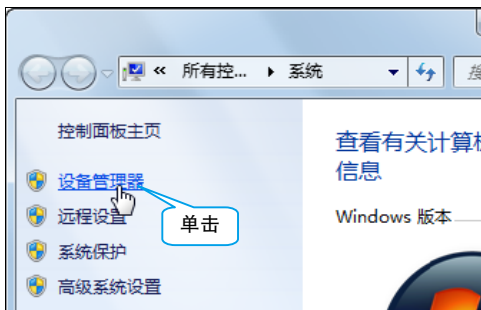 « 所有控... ▸ 系统
控制面板主页
设备管理器
远程设置
单击
系统保护
高级系统设置
查看有关计算机
信息
Windows 版本